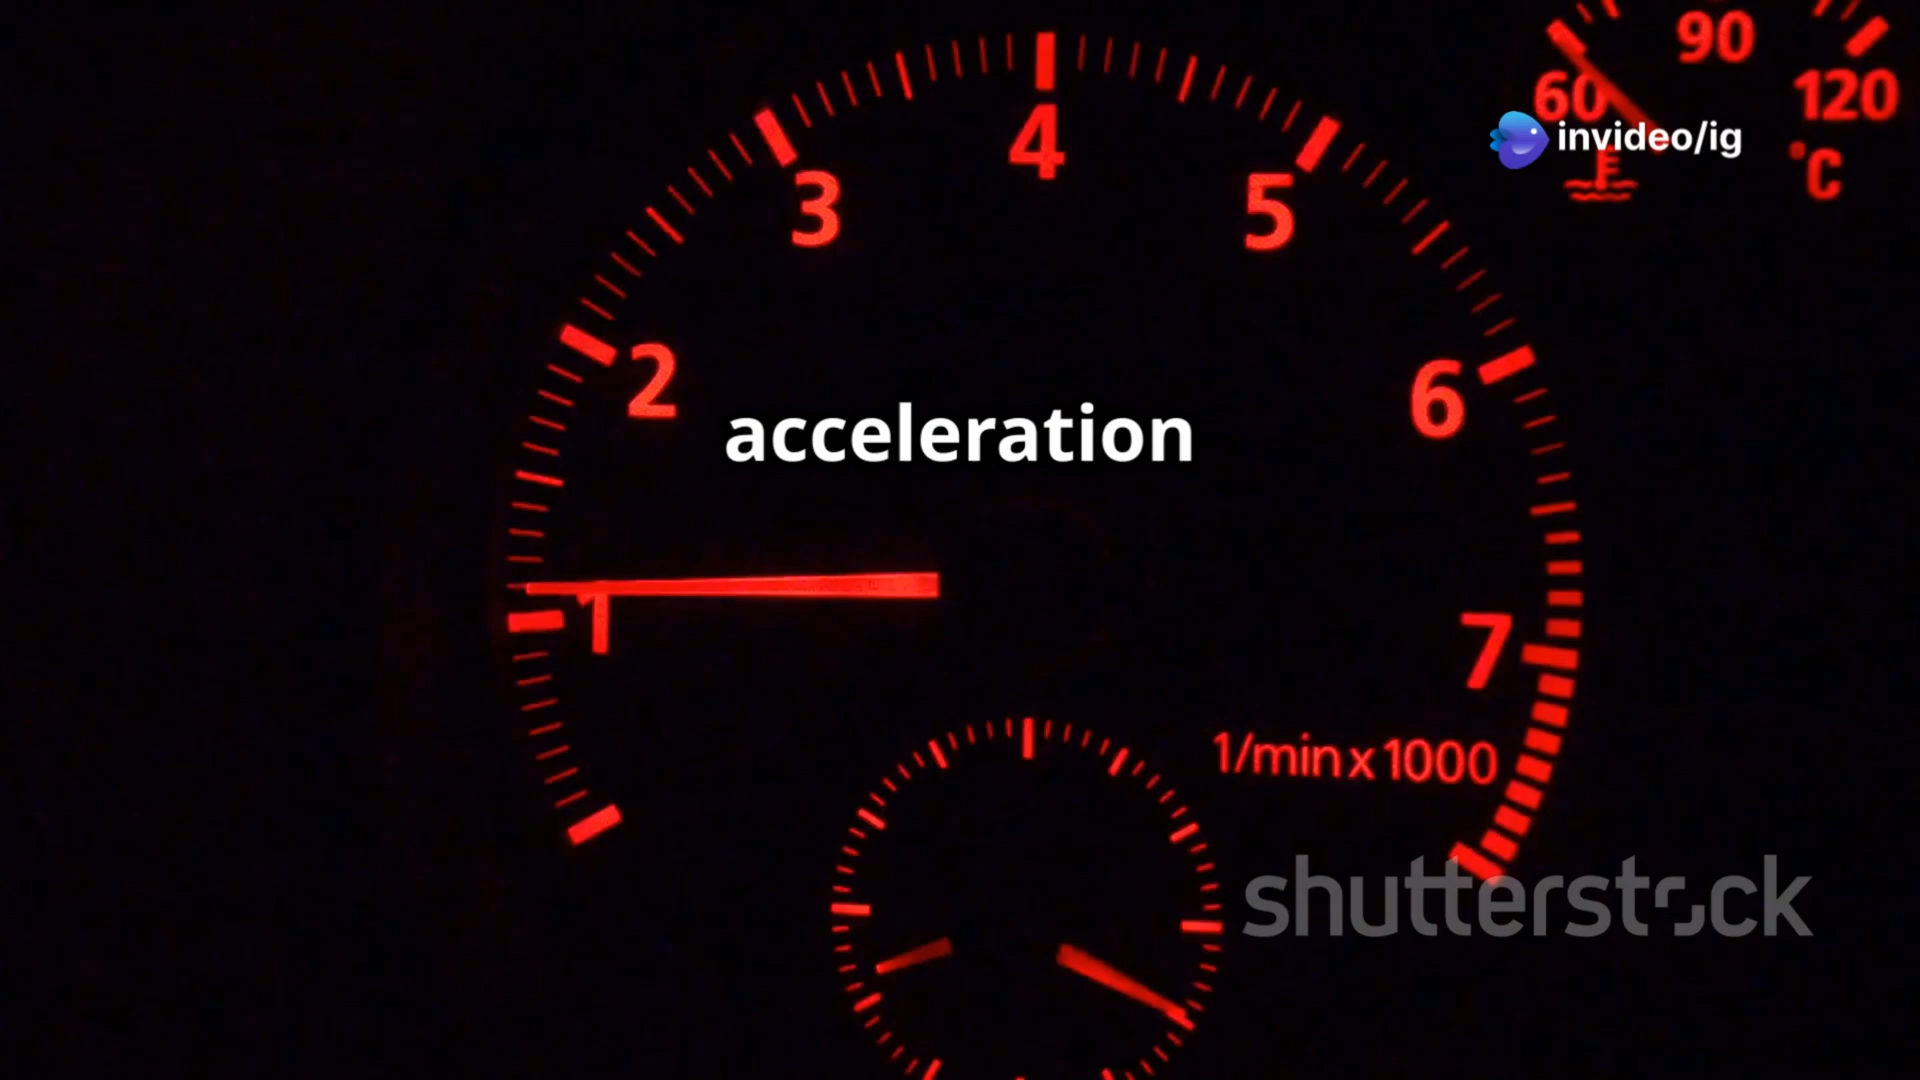 90
60
120
°C
invideo/ig
4
3
5
2
6
acceleration
1
7
1/min x 1000
shutterstock